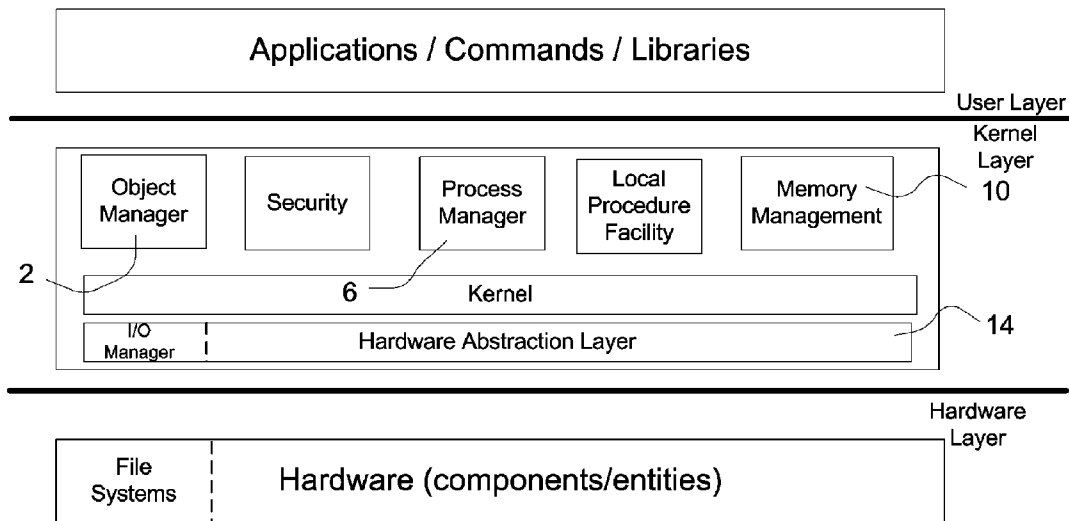 Applications / Commands / Libraries
User Layer
Kernel
Layer
Object
Manager
Security
Process
Manager
Local
Procedure
Facility
Memory
Management
10
2
6
Kernel
14
I/O
Manager
Hardware Abstraction Layer
Hardware
Layer
File
Systems
Hardware (components/entities)